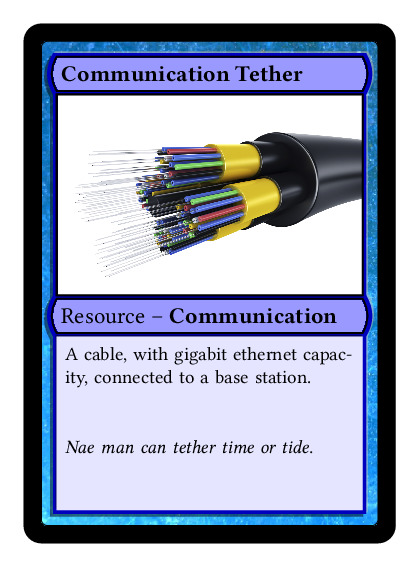 Communication Tether
Resource – Communication
A cable, with gigabit ethernet capac-
ity, connected to a base station.
Nae man can tether time or tide.